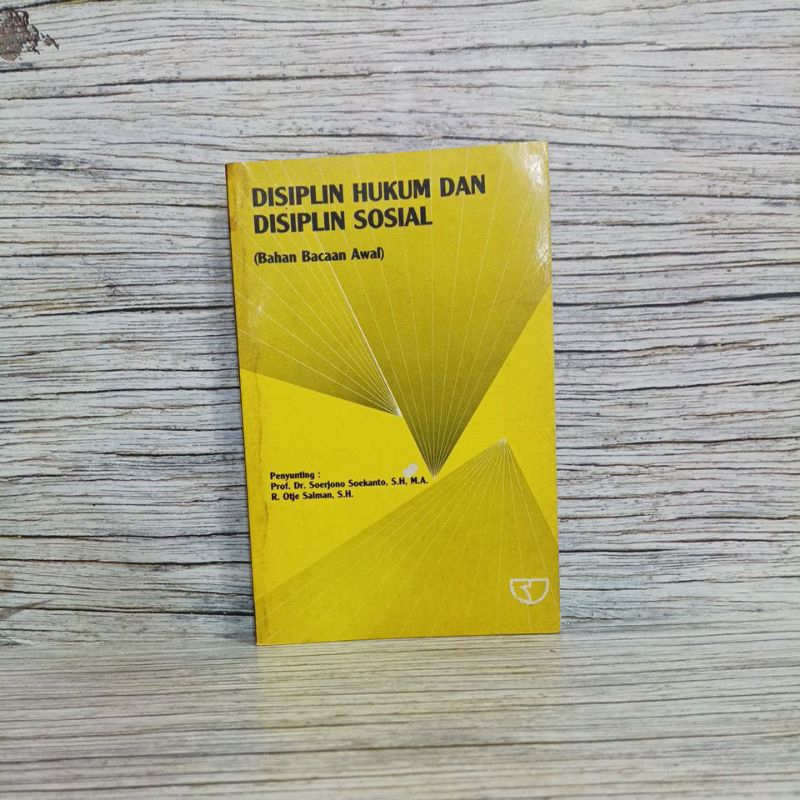 DISIPLIN HUKUM DAN
DISIPLIN SOSIAL
(Bahan Bacaan Awal)
Penyunting :
Prof. Dr. Soerjono Soekanto, S.H, M.A.
R. Otje Salman, S.H.